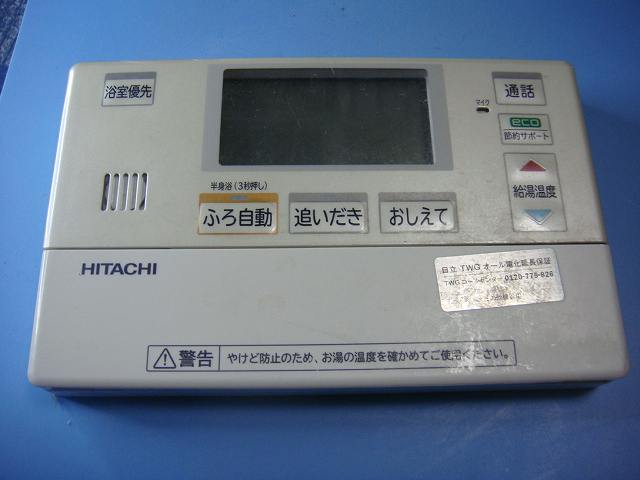 浴室優先
通話
マイク
eco
節約サポート
半身浴(3秒押し)
ふろ自動
追いだき
おしえて
給湯温度
HITACHI
日立 TWG オール電化延長保証
TWGコールセンター 0120-775-826
警告
やけど防止のため、お湯の温度を確かめてご使用ください。